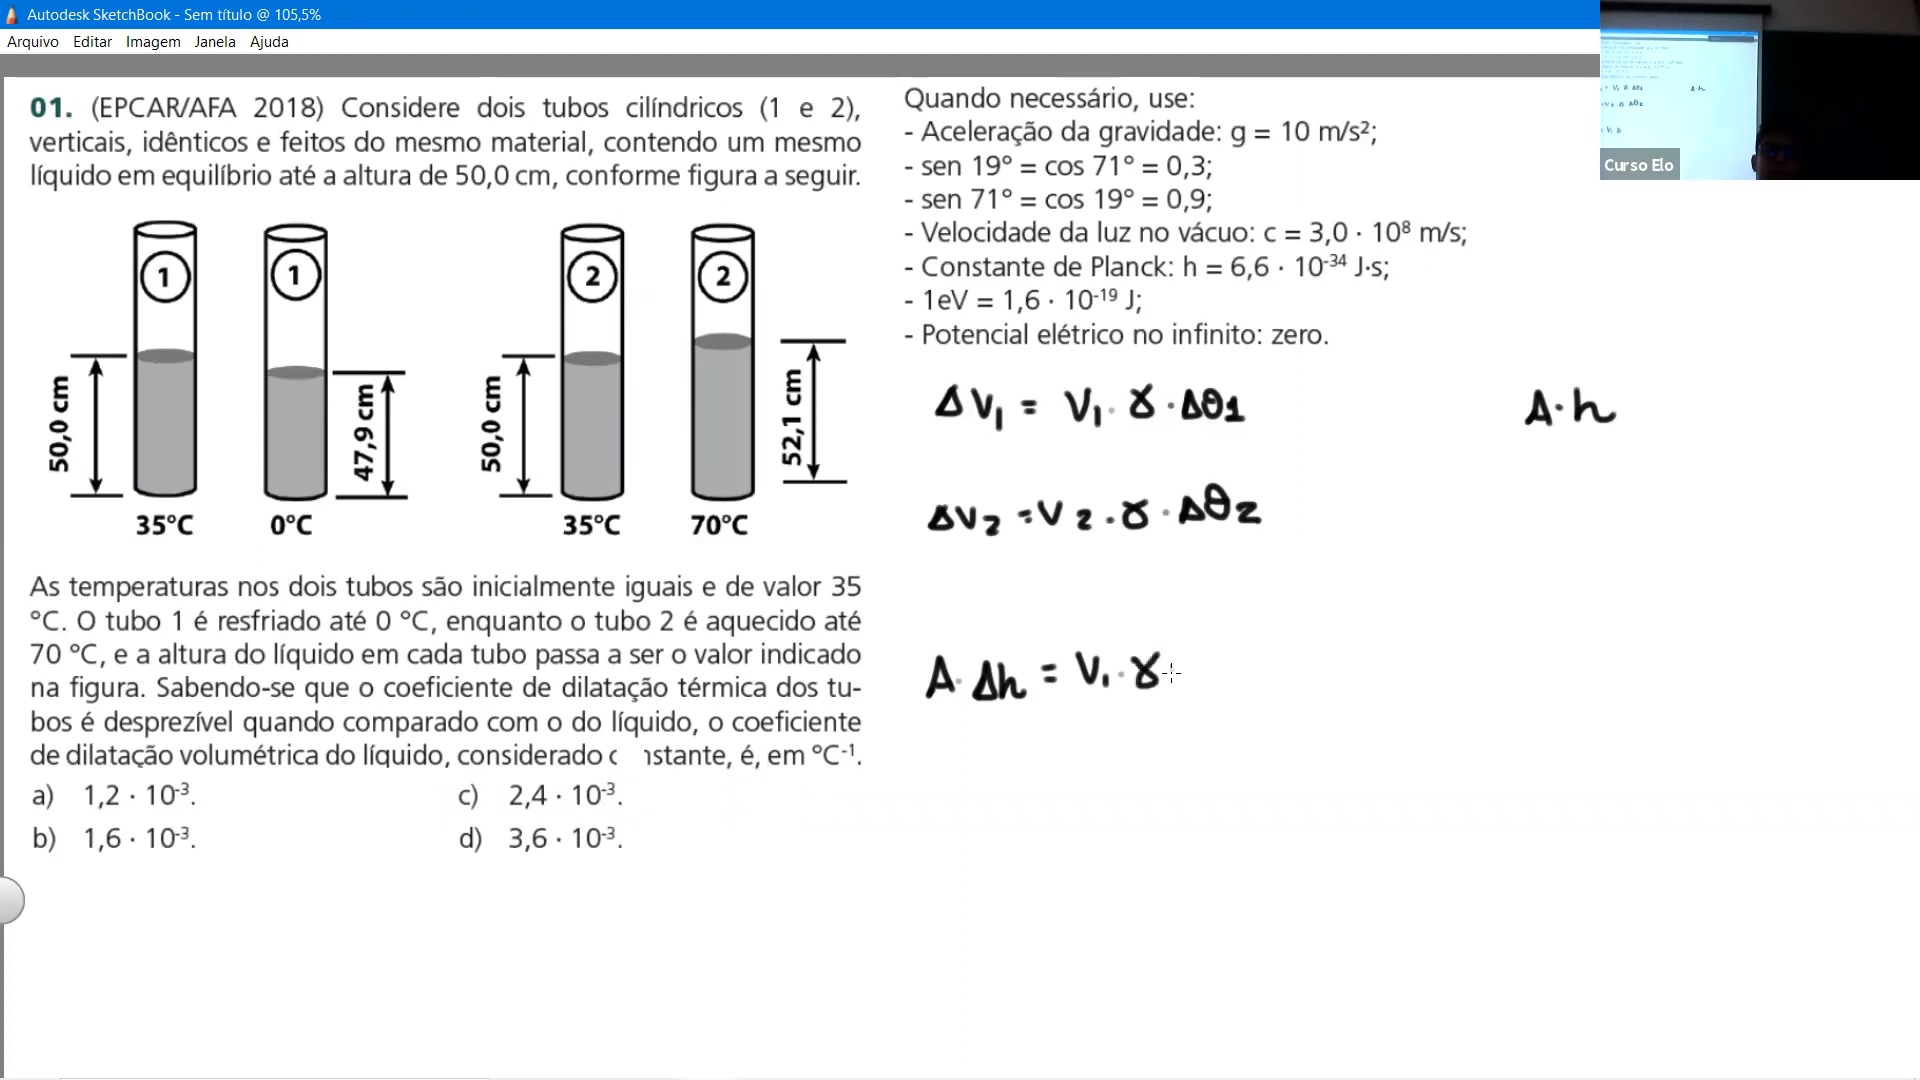 Autodesk SketchBook - Sem título @ 105,5%
Arquivo Editar Imagem Janela Ajuda
01. (EPCAR/AFA 2018) Considere dois tubos cilíndricos (1 e 2),
verticais, idênticos e feitos do mesmo material, contendo um mesmo
líquido em equilíbrio até a altura de 50,0 cm, conforme figura a seguir.
1 1 2 2
50,0 cm 47,9 cm 50,0 cm 52,1 cm
35°C 0°C 35°C 70°C
As temperaturas nos dois tubos são inicialmente iguais e de valor 35
°C. O tubo 1 é resfriado até 0 °C, enquanto o tubo 2 é aquecido até
70 °C, e a altura do líquido em cada tubo passa a ser o valor indicado
na figura. Sabendo-se que o coeficiente de dilatação térmica dos tu-
bos é desprezível quando comparado com o do líquido, o coeficiente
de dilatação volumétrica do líquido, considerado c nstante, é, em °C⁻¹.
a) 1,2 · 10⁻³. c) 2,4 · 10⁻³.
b) 1,6 · 10⁻³. d) 3,6 · 10⁻³.
Quando necessário, use:
- Aceleração da gravidade: g = 10 m/s²;
- sen 19° = cos 71° = 0,3;
- sen 71° = cos 19° = 0,9;
- Velocidade da luz no vácuo: c = 3,0 · 10⁸ m/s;
- Constante de Planck: h = 6,6 · 10⁻³⁴ J·s;
- 1eV = 1,6 · 10⁻¹⁹ J;
- Potencial elétrico no infinito: zero.
ΔV₁ = V₁ · γ · Δθ1 A·h
ΔV₂ = V₂ · γ · Δθ₂
A · Δh = V₁ · γ
Curso Elo